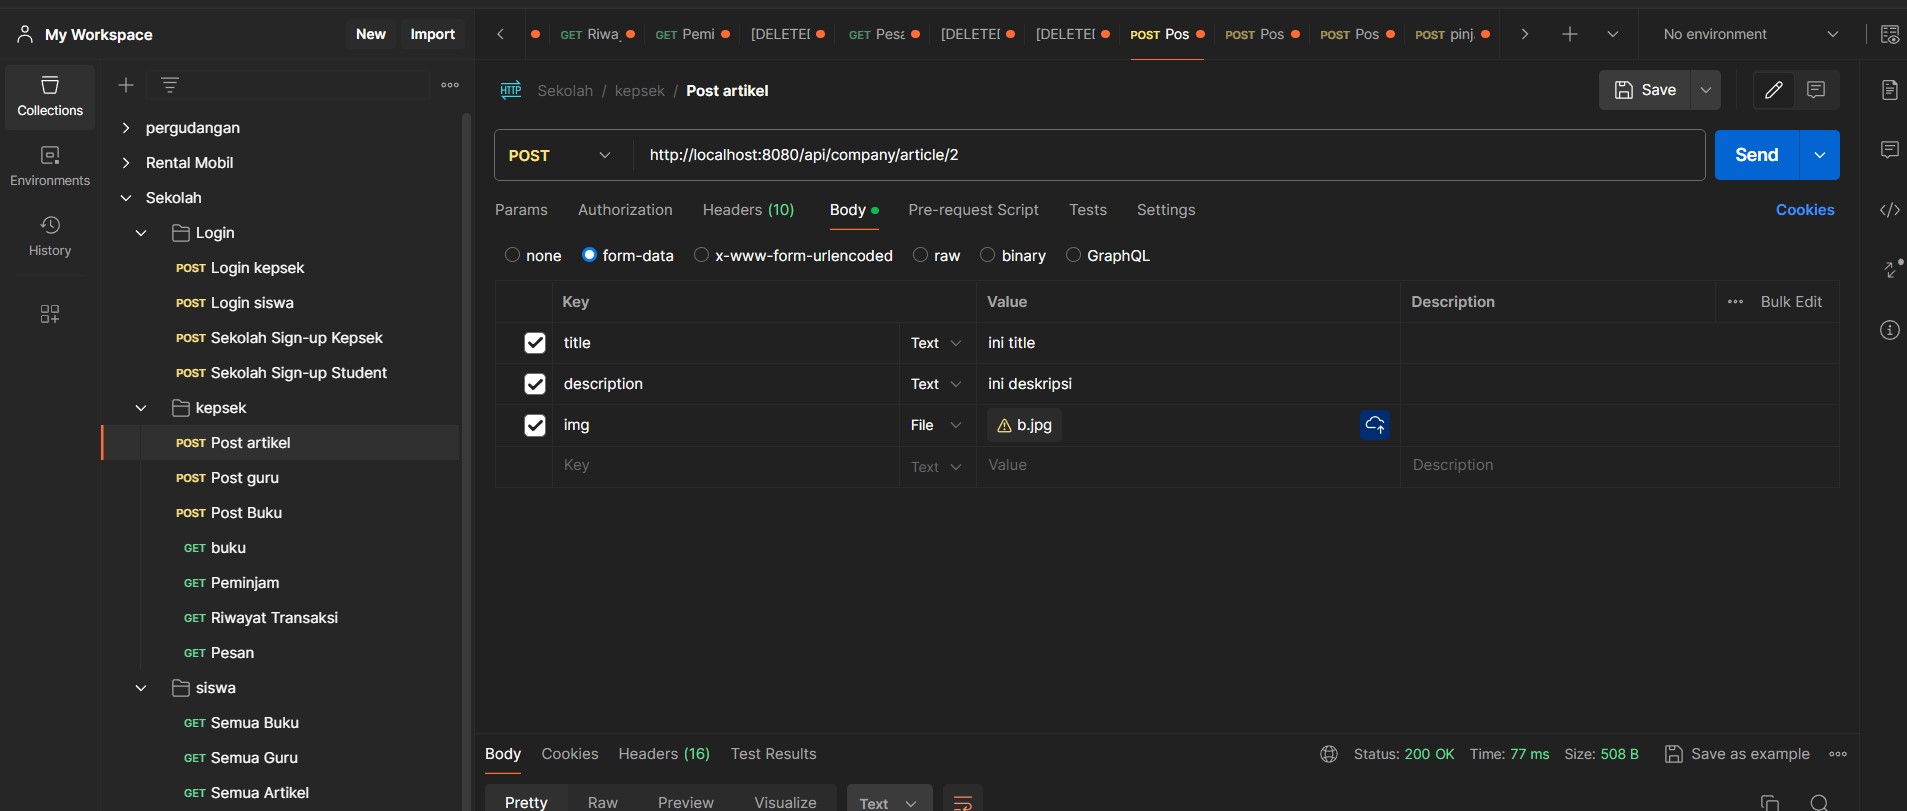 My Workspace New Import
GET Riwa GET Pemi [DELETE GET Pesa [DELETE [DELETE POST Pos POST Pos POST Pos POST pinj No environment
Collections
Environments
History
pergudangan
Rental Mobil
Sekolah
Login
POST Login kepsek
POST Login siswa
POST Sekolah Sign-up Kepsek
POST Sekolah Sign-up Student
kepsek
POST Post artikel
POST Post guru
POST Post Buku
GET buku
GET Peminjam
GET Riwayat Transaksi
GET Pesan
siswa
GET Semua Buku
GET Semua Guru
GET Semua Artikel
HTTP Sekolah / kepsek / Post artikel Save
POST http://localhost:8080/api/company/article/2 Send
Params Authorization Headers (10) Body Pre-request Script Tests Settings Cookies
none form-data x-www-form-urlencoded raw binary GraphQL
Key Value Description Bulk Edit
title Text ini title
description Text ini deskripsi
img File b.jpg
Key Text Value Description
Body Cookies Headers (16) Test Results Status: 200 OK Time: 77 ms Size: 508 B Save as example
Pretty Raw Preview Visualize Text